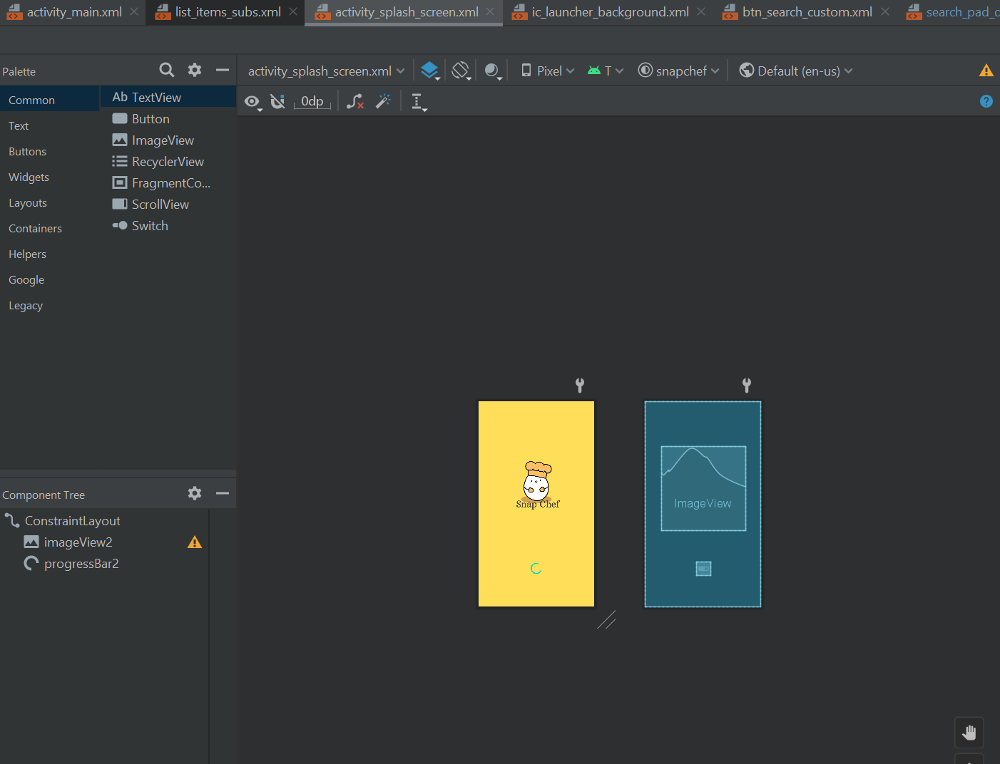 activity_main.xml list_items_subs.xml activity_splash_screen.xml ic_launcher_background.xml btn_search_custom.xml search_pad_c
Palette
activity_splash_screen.xml Pixel T snapchef Default (en-us)
0dp
Common
Text
Buttons
Widgets
Layouts
Containers
Helpers
Google
Legacy
Ab TextView
Button
ImageView
RecyclerView
FragmentCo...
ScrollView
Switch
Component Tree
ConstraintLayout
imageView2
progressBar2
Snap Chef
ImageView